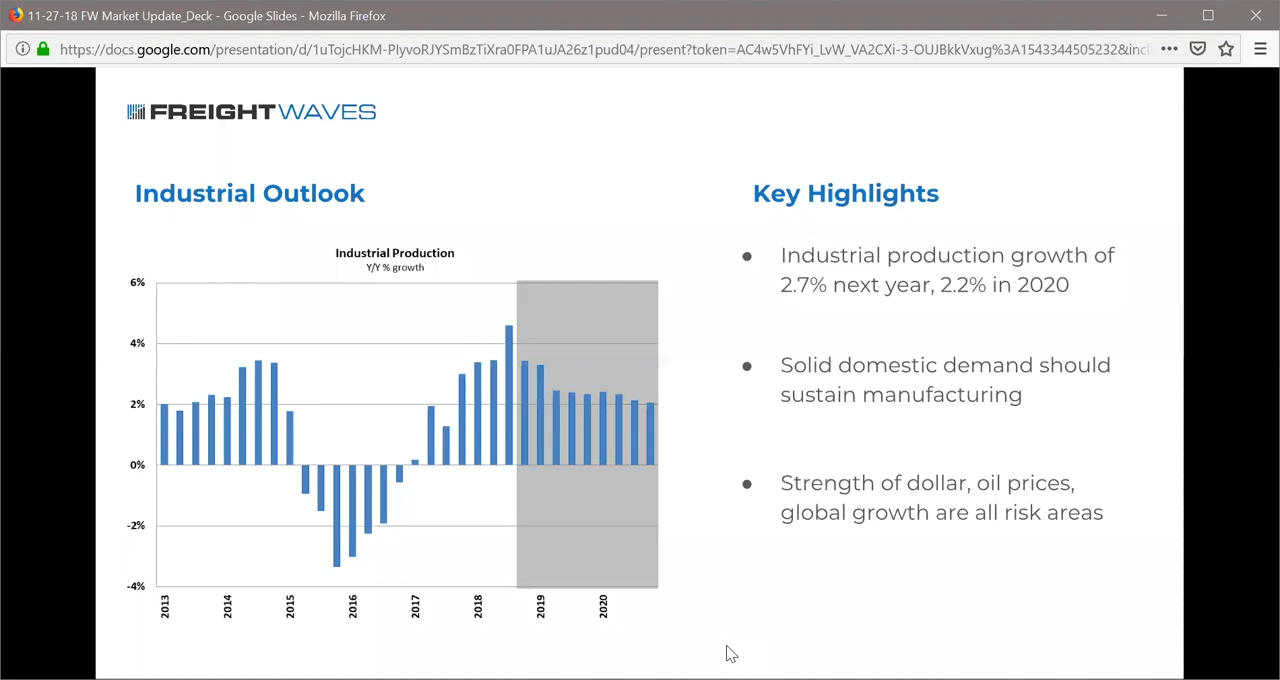 11-27-18 FW Market Update_Deck - Google Slides - Mozilla Firefox
https://docs.google.com/presentation/d/1uTojcHKM-PIyvoRJYSmBzTiXra0FPA1uJA26z1pud04/present?token=AC4w5VhFYi_LvW_VA2CXi-3-OUJBkkVxug%3A1543344505232&incl
FREIGHTWAVES
Industrial Outlook
Industrial Production
Y/Y % growth
6%
4%
2%
0%
-2%
-4%
2013 2014 2015 2016 2017 2018 2019 2020
Key Highlights
● Industrial production growth of
2.7% next year, 2.2% in 2020
● Solid domestic demand should
sustain manufacturing
● Strength of dollar, oil prices,
global growth are all risk areas